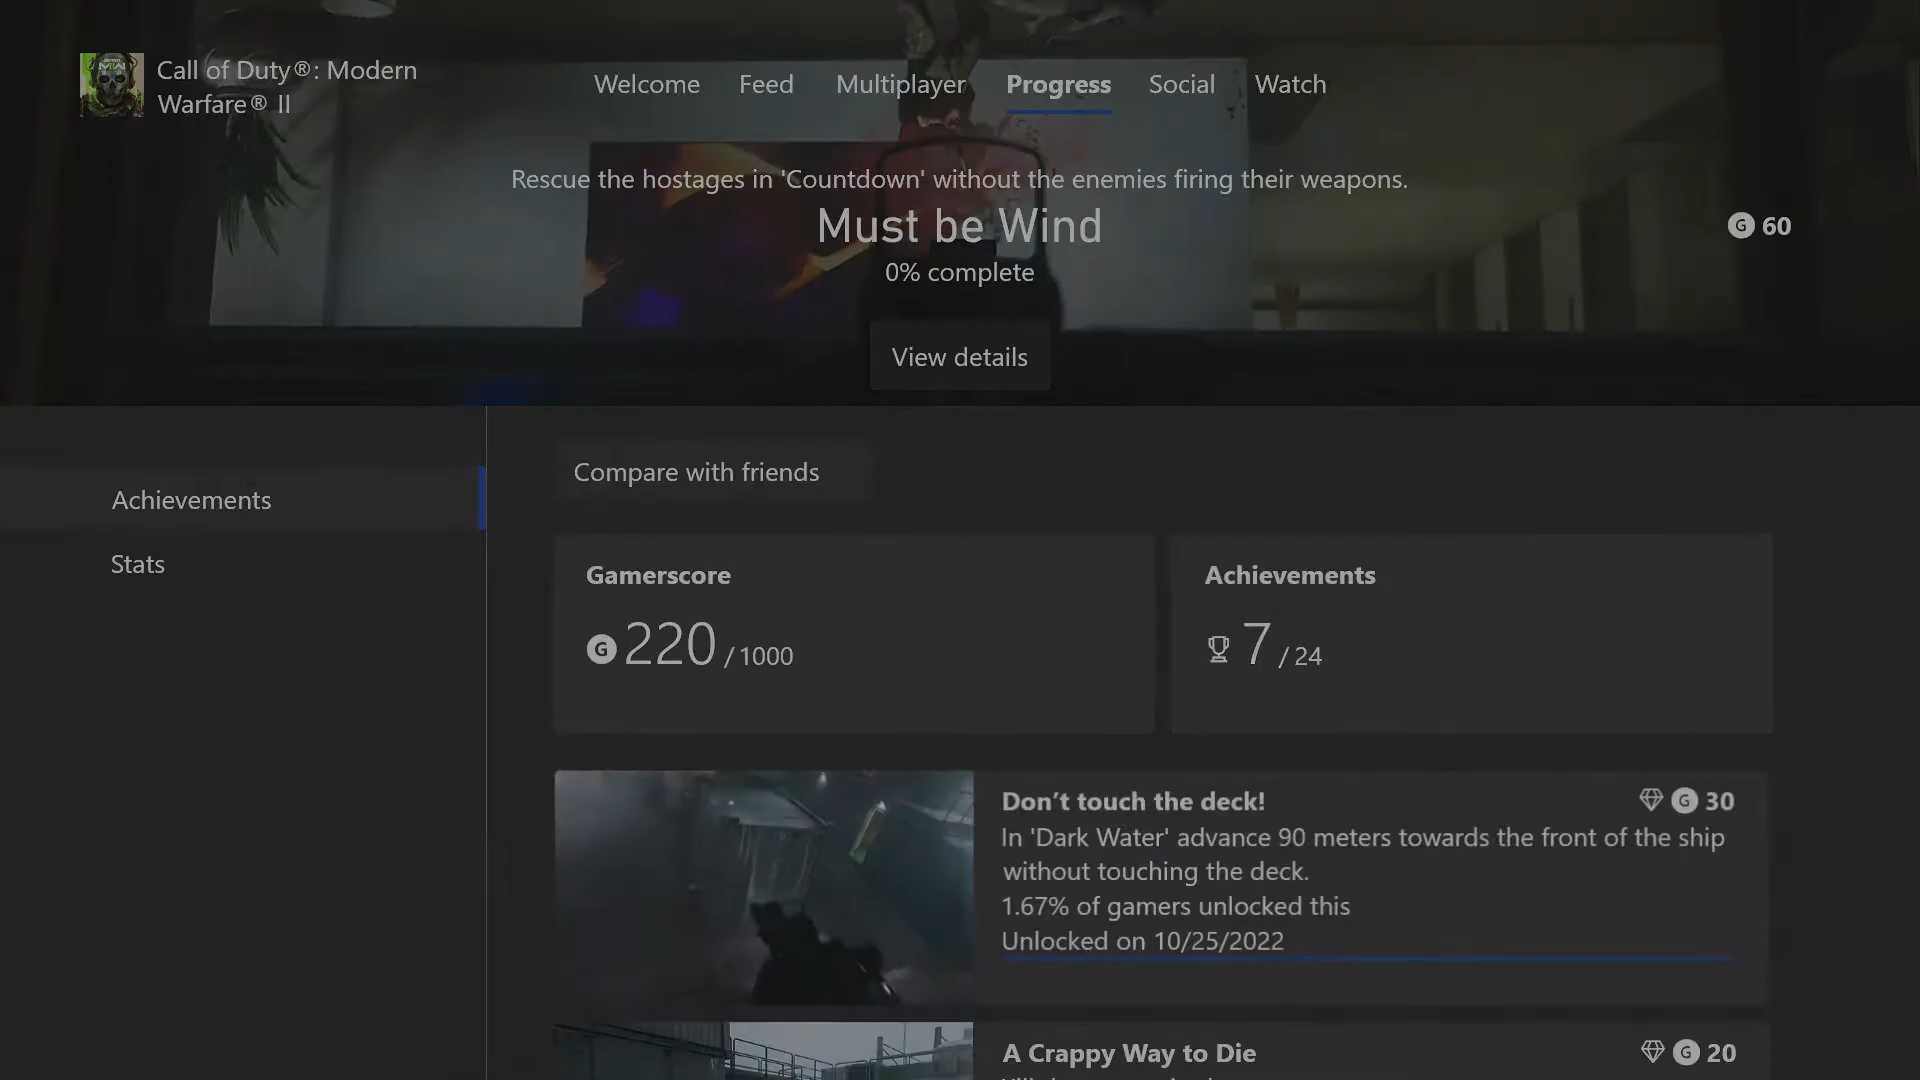 Call of Duty®: Modern
Warfare® II
Welcome
Feed
Multiplayer
Progress
Social
Watch
Rescue the hostages in 'Countdown' without the enemies firing their weapons.
Must be Wind
G 60
0% complete
View details
Achievements
Stats
Compare with friends
Gamerscore
G 220 / 1000
Achievements
7 / 24
Don’t touch the deck!
G 30
In 'Dark Water' advance 90 meters towards the front of the ship
without touching the deck.
1.67% of gamers unlocked this
Unlocked on 10/25/2022
A Crappy Way to Die
G 20